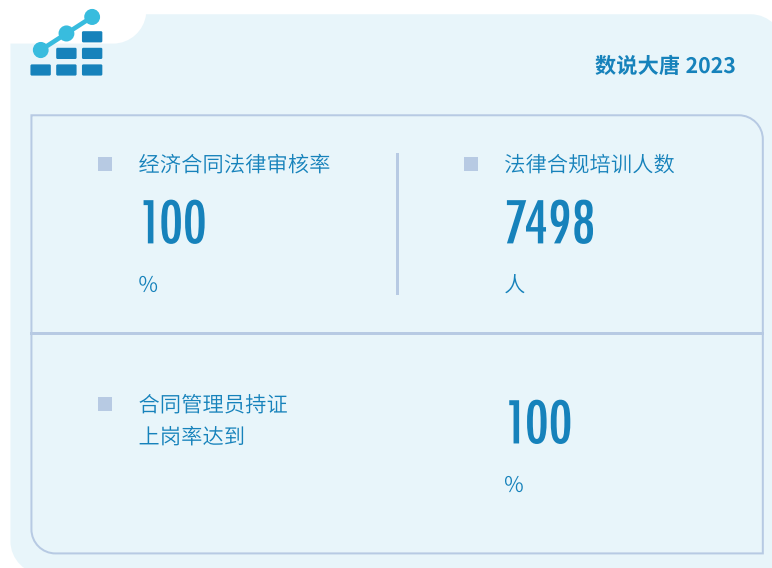 数说大唐 2023
经济合同法律审核率
100
%
法律合规培训人数
7498
人
合同管理员持证
上岗率达到
100
%